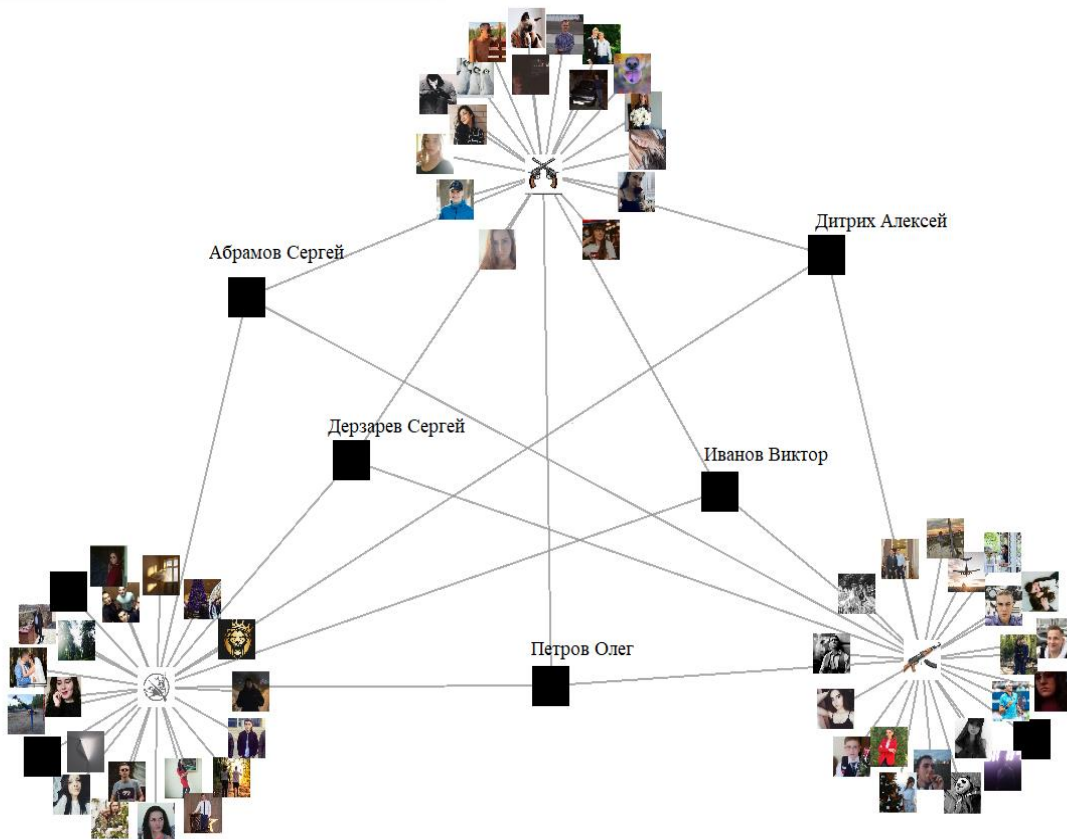 Дитрих Алексей
Абрамов Сергей
Дерзарев Сергей
Иванов Виктор
Петров Олег